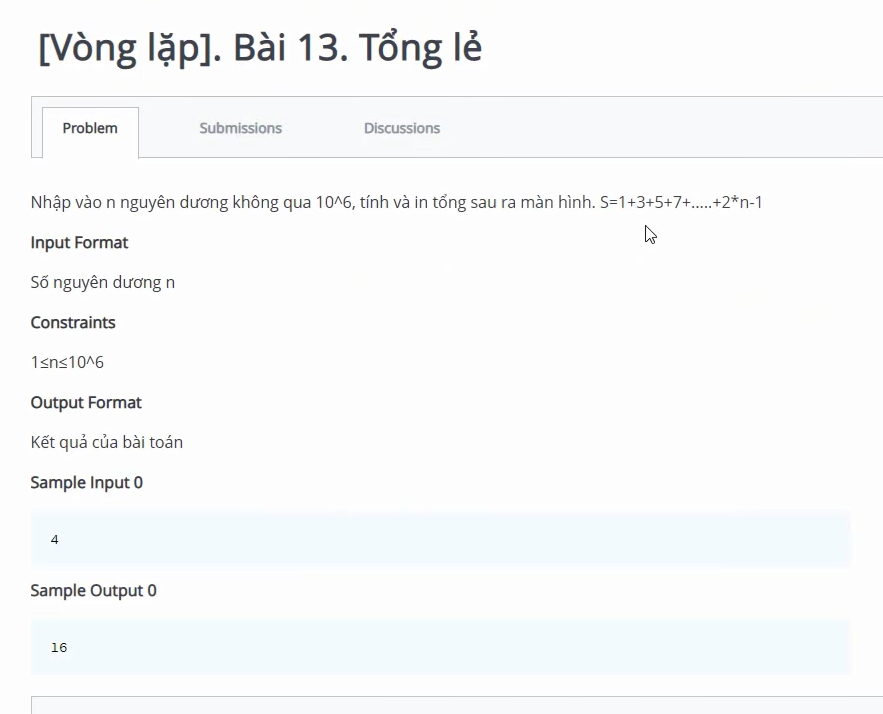 [Vòng lặp]. Bài 13. Tổng lẻ
Problem
Submissions
Discussions
Nhập vào n nguyên dương không qua 10^6, tính và in tổng sau ra màn hình. S=1+3+5+7+.....+2*n-1
Input Format
Số nguyên dương n
Constraints
1≤n≤10^6
Output Format
Kết quả của bài toán
Sample Input 0
4
Sample Output 0
16